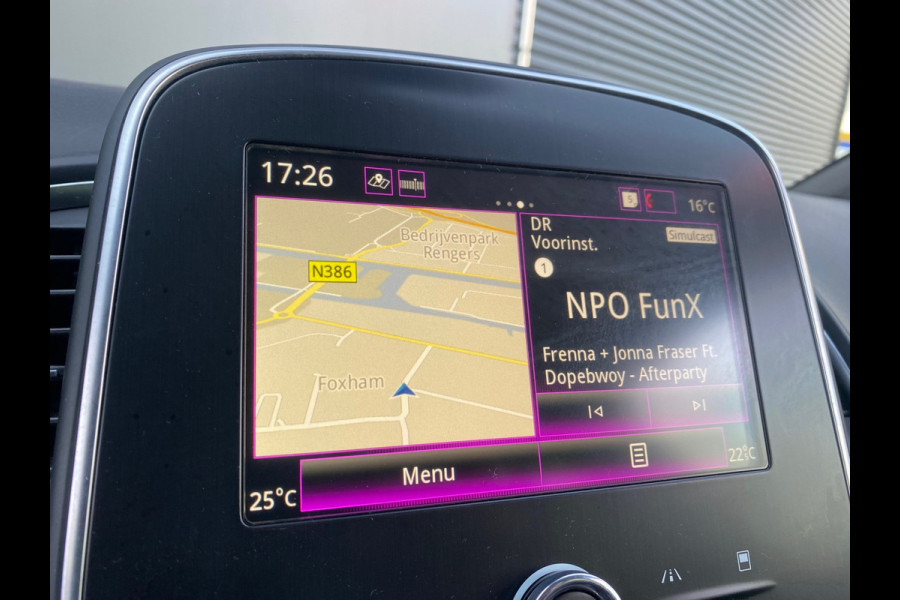 17:26
5
16°C
Bedrijvenpark
Rengers
N386
Foxham
DR
Voorinst.
Simulcast
1
NPO FunX
Frenna + Jonna Fraser Ft.
Dopebwoy - Afterparty
Menu
25°C
22°C